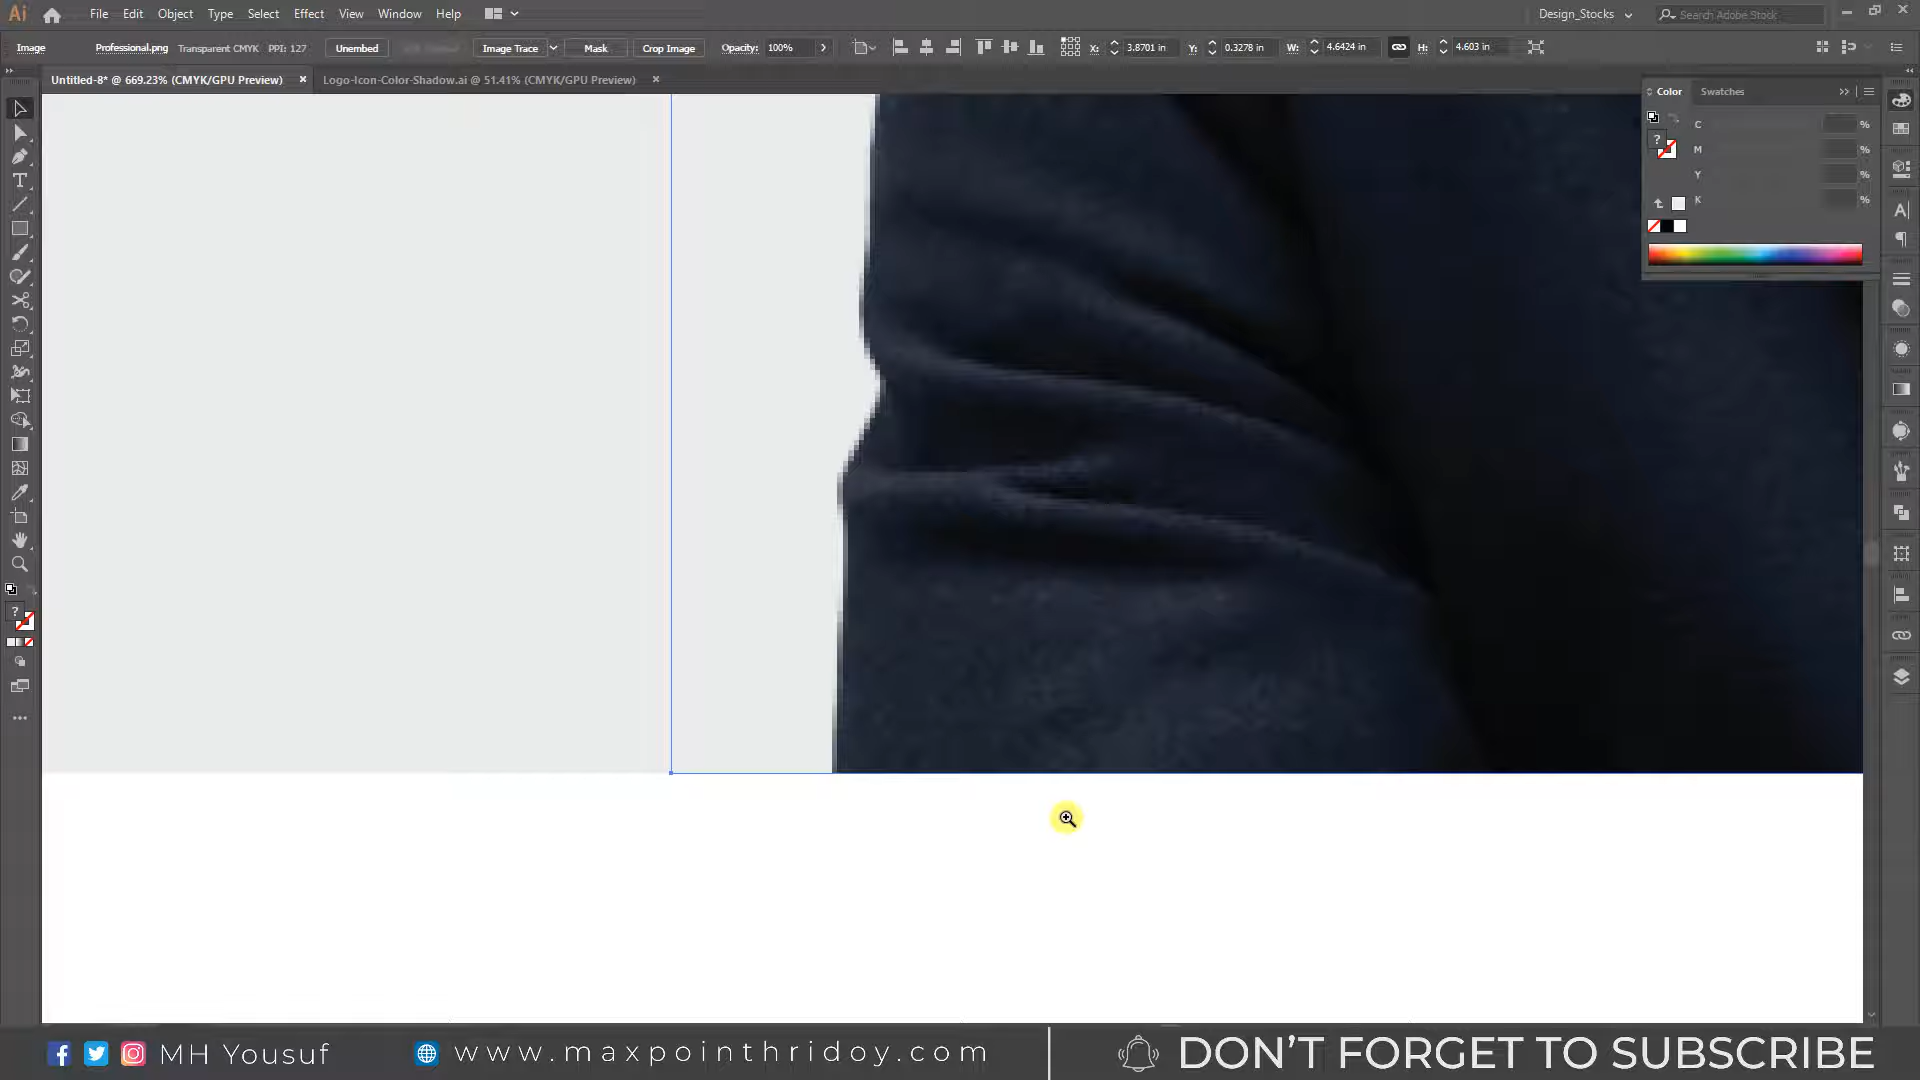 Ai File Edit Object Type Select Effect View Window Help Design_Stocks Search Adobe Stock
Image Professional.png Transparent CMYK PPI: 127 Unembed Image Trace Mask Crop Image Opacity: 100% X: 3.8701 in Y: 0.3278 in W: 4.6424 in H: 4.603 in
Untitled-8* @ 669.23% (CMYK/GPU Preview) × Logo-Icon-Color-Shadow.ai @ 51.41% (CMYK/GPU Preview) ×
Color Swatches
C %
M %
?
Y %
K %
?
MH Yousuf www.maxpointhridoy.com DON'T FORGET TO SUBSCRIBE